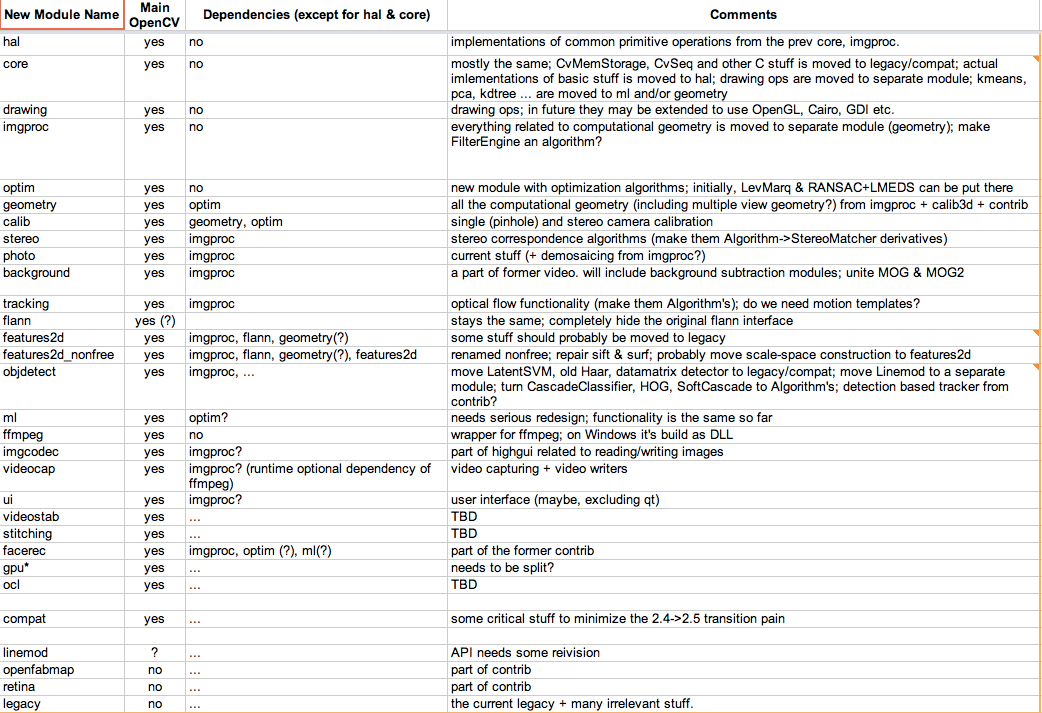 New Module Name Main OpenCV Dependencies (except for hal & core) Comments
hal yes no implementations of common primitive operations from the prev core, imgproc.
core yes no mostly the same; CvMemStorage, CvSeq and other C stuff is moved to legacy/compat; actual
imlementations of basic stuff is moved to hal; drawing ops are moved to separate module; kmeans,
pca, kdtree ... are moved to ml and/or geometry
drawing yes no drawing ops; in future they may be extended to use OpenGL, Cairo, GDI etc.
imgproc yes no everything related to computational geometry is moved to separate module (geometry); make
FilterEngine an algorithm?
optim yes no new module with optimization algorithms; initially, LevMarq & RANSAC+LMEDS can be put there
geometry yes optim all the computational geometry (including multiple view geometry?) from imgproc + calib3d + contrib
calib yes geometry, optim single (pinhole) and stereo camera calibration
stereo yes imgproc stereo correspondence algorithms (make them Algorithm->StereoMatcher derivatives)
photo yes imgproc current stuff (+ demosaicing from imgproc?)
background yes imgproc a part of former video. will include background subtraction modules; unite MOG & MOG2
tracking yes imgproc optical flow functionality (make them Algorithm's); do we need motion templates?
flann yes (?) stays the same; completely hide the original flann interface
features2d yes imgproc, flann, geometry(?) some stuff should probably be moved to legacy
features2d_nonfree yes imgproc, flann, geometry(?), features2d renamed nonfree; repair sift & surf; probably move scale-space construction to features2d
objdetect yes imgproc, ... move LatentSVM, old Haar, datamatrix detector to legacy/compat; move Linemod to a separate
module; turn CascadeClassifier, HOG, SoftCascade to Algorithm's; detection based tracker from
contrib?
ml yes optim? needs serious redesign; functionality is the same so far
ffmpeg yes no wrapper for ffmpeg; on Windows it's build as DLL
imgcodec yes imgproc? part of highgui related to reading/writing images
videocap yes imgproc? (runtime optional dependency of video capturing + video writers
ffmpeg)
ui yes imgproc? user interface (maybe, excluding qt)
videostab yes ... TBD
stitching yes ... TBD
facerec yes imgproc, optim (?), ml(?) part of the former contrib
gpu* yes ... needs to be split?
ocl yes ... TBD
compat yes ... some critical stuff to minimize the 2.4->2.5 transition pain
linemod ? ... API needs some reivision
openfabmap no ... part of contrib
retina no ... part of contrib
legacy no ... the current legacy + many irrelevant stuff.